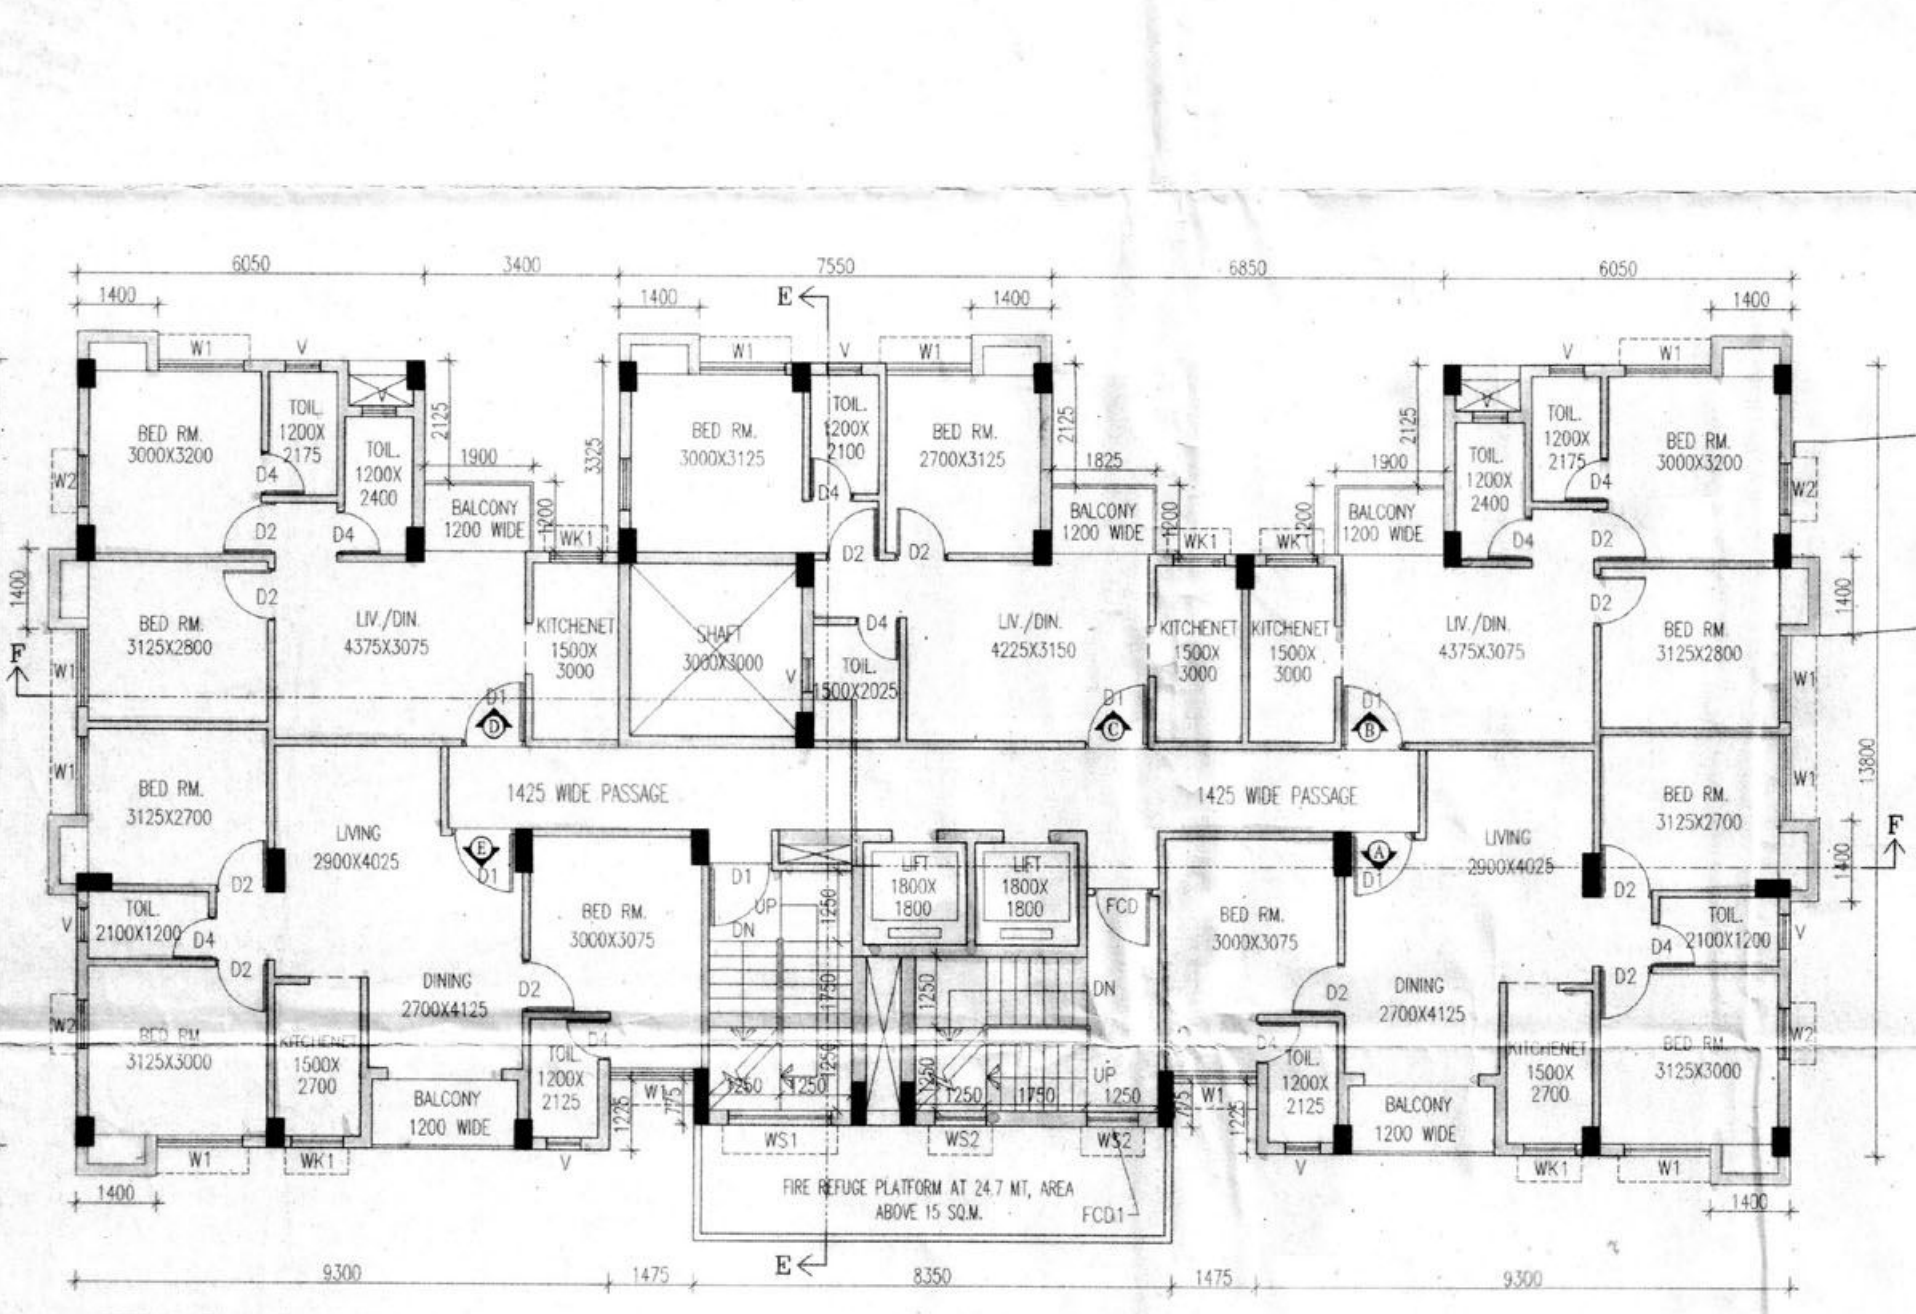 6050
3400
7550
6850
6050
1400
1400
E
1400
1400
W1
V
W1
V
W1
V
W1
BED RM.
3000X3200
TOIL.
1200X
2175
V
TOIL.
1200X
2400
D4
D2
D4
W2
2125
1900
BALCONY
1200 WIDE
1200
WK1
3325
BED RM.
3000X3125
TOIL.
1200X
2100
D4
BED RM.
2700X3125
D2
D2
2125
1825
BALCONY
1200 WIDE
1200
WK1
WK1
1200
2125
1900
BALCONY
1200 WIDE
V
TOIL.
1200X
2400
TOIL.
1200X
2175
D4
D4
D2
BED RM.
3000X3200
W2
1400
F
W1
BED RM.
3125X2800
D2
LIV./DIN.
4375X3075
D1
D
KITCHENET
1500X
3000
SHAFT
3000X3000
V
D4
TOIL.
1500X2025
LIV./DIN.
4225X3150
D1
C
KITCHENET
1500X
3000
KITCHENET
1500X
3000
D1
B
LIV./DIN.
4375X3075
D2
BED RM.
3125X2800
1400
W1
13800
W1
BED RM.
3125X2700
D2
LIVING
2900X4025
1425 WIDE PASSAGE
1425 WIDE PASSAGE
LIVING
2900X4025
BED RM.
3125X2700
D2
W1
1400
F
E
D1
A
D1
V
TOIL.
2100X1200
D4
D2
BED RM.
3000X3075
D1
UP
DN
1250
LIFT
1800X
1800
LIFT
1800X
1800
FCD
BED RM.
3000X3075
TOIL.
2100X1200
V
D4
D2
DINING
2700X4125
D2
1750
1250
DN
D2
DINING
2700X4125
W2
BED RM.
3125X3000
KITCHENET
1500X
2700
BALCONY
1200 WIDE
D4
TOIL.
1200X
2125
W1
1225
775
1250
1250
1250
1250
1250
1750
UP
1250
775
W1
1225
D4
TOIL.
1200X
2125
BALCONY
1200 WIDE
KITCHENET
1500X
2700
BED RM.
3125X3000
W2
W1
WK1
V
WS1
WS2
WS2
V
WK1
W1
1400
FIRE REFUGE PLATFORM AT 24.7 MT, AREA
ABOVE 15 SQ.M.
FCD1
1400
E
9300
1475
8350
1475
9300